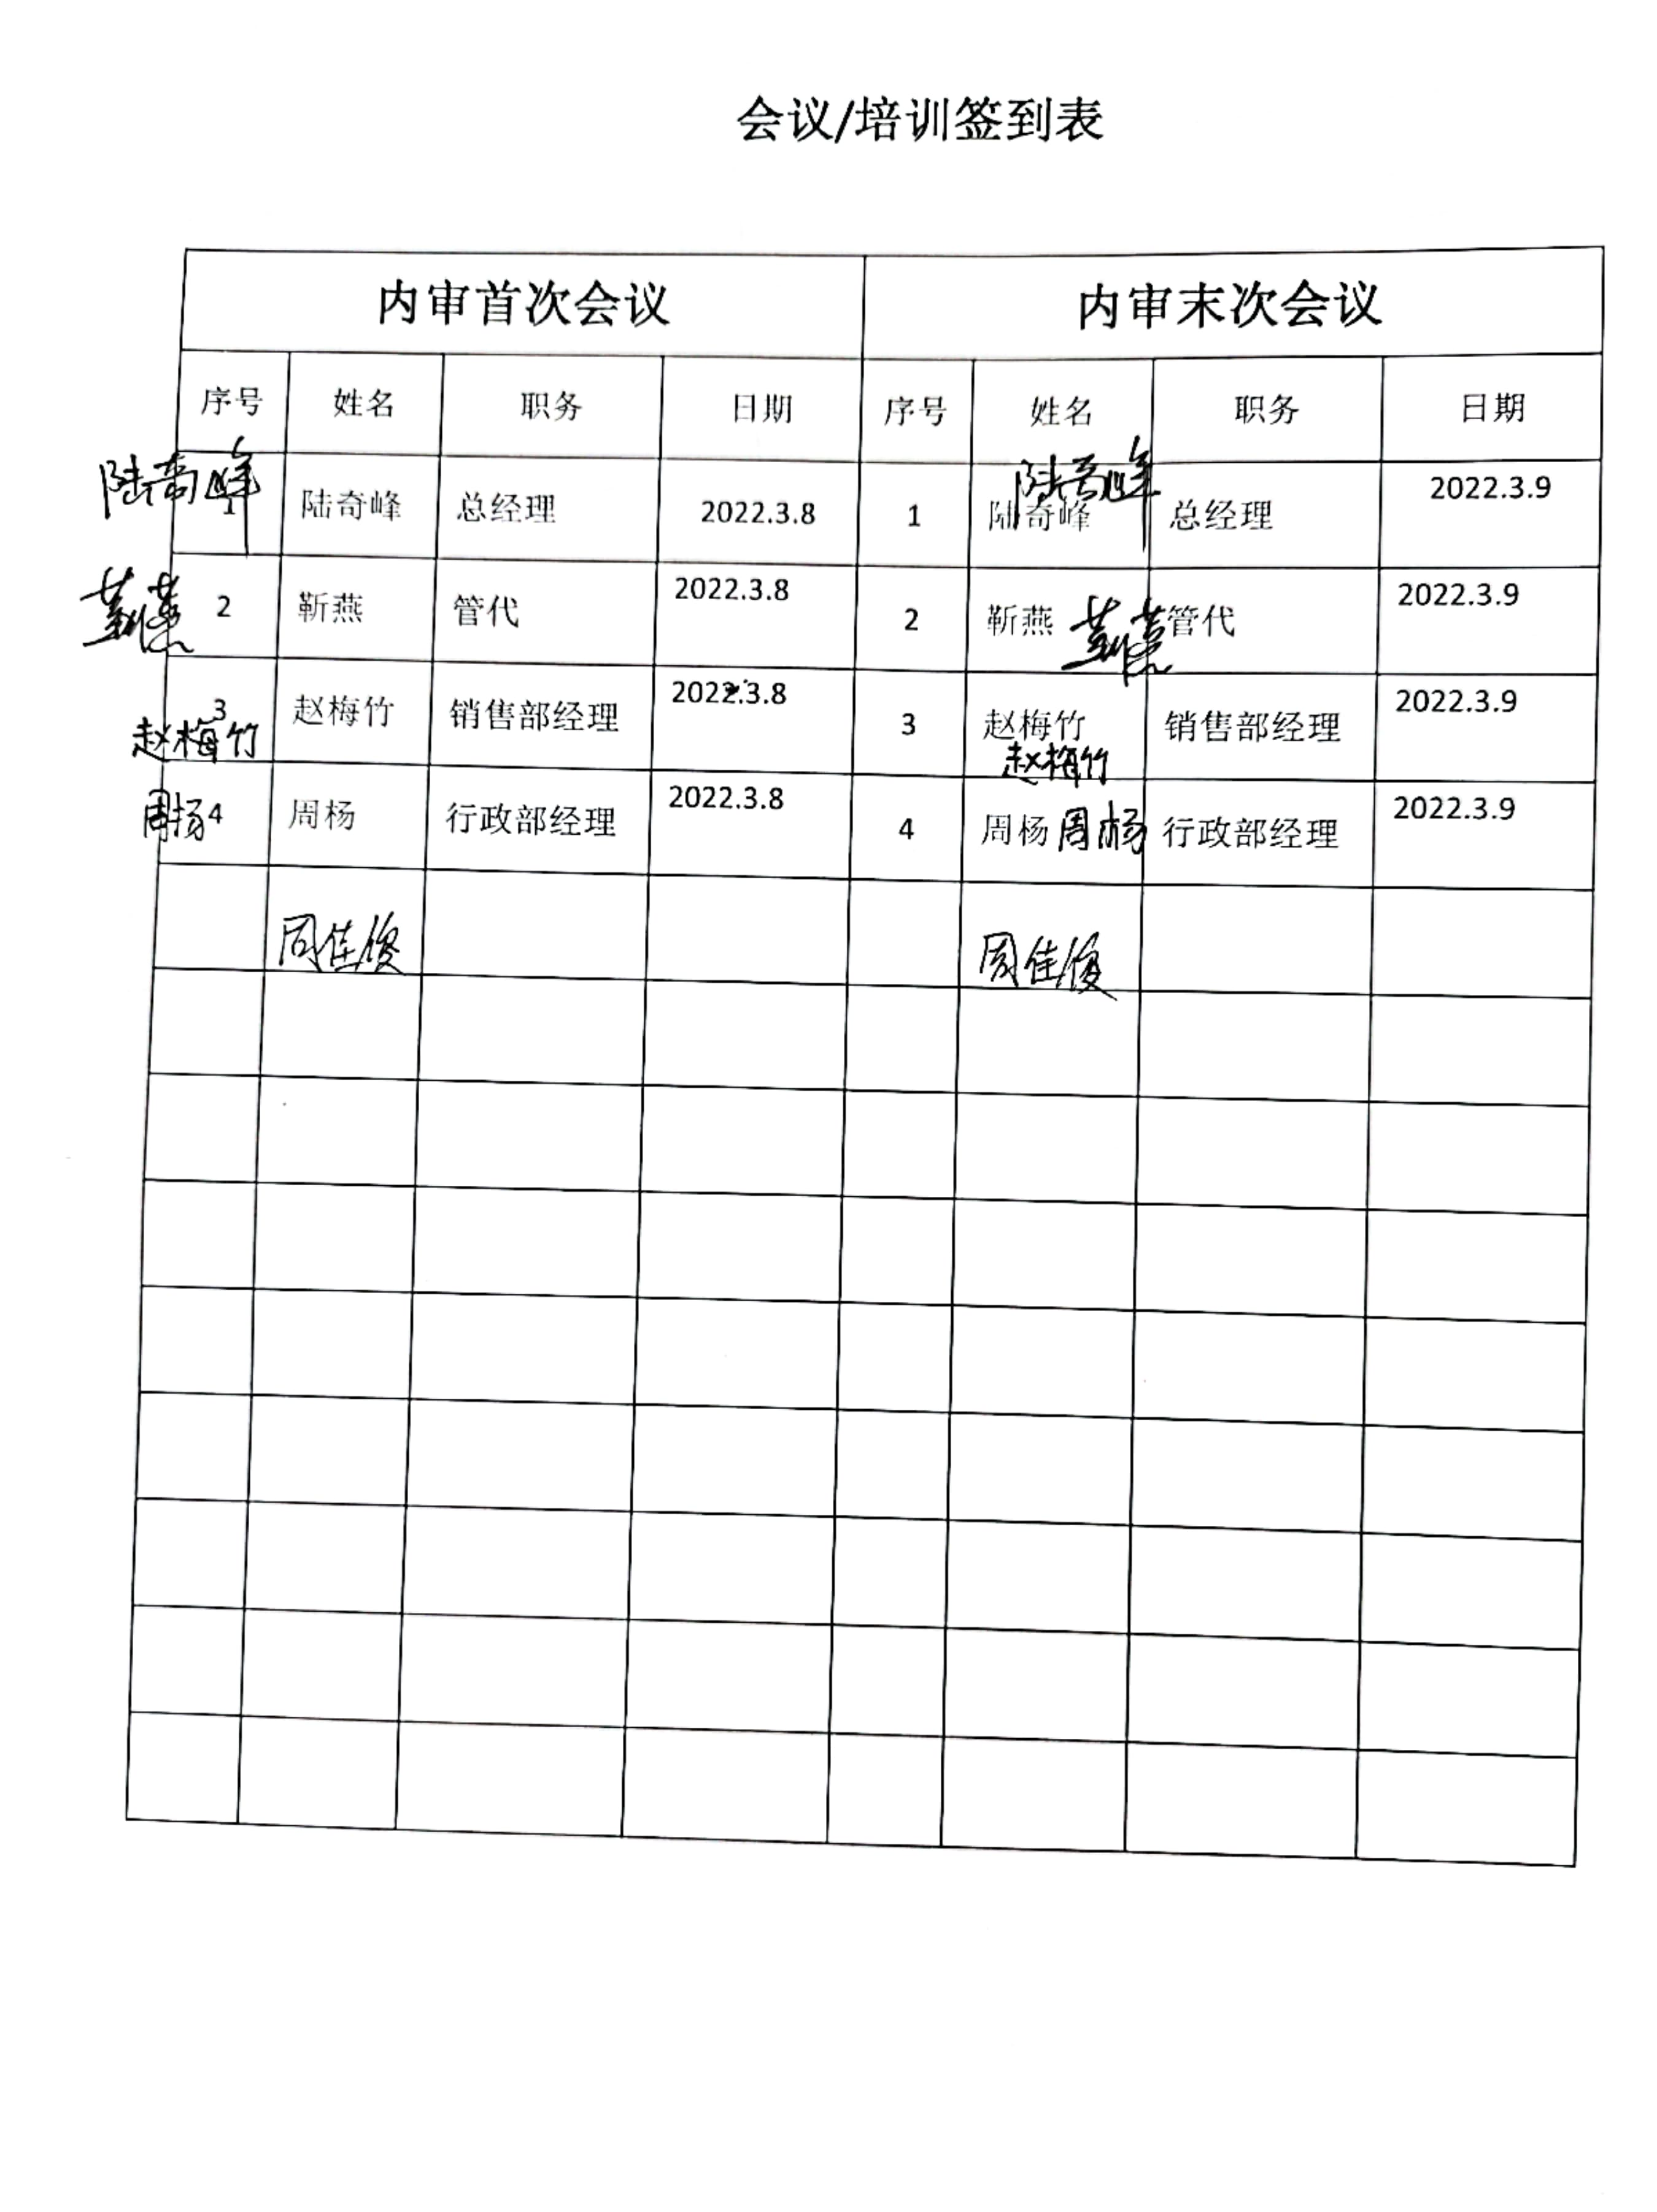 会议/培训签到表
内审首次会议 内审末次会议
序号 姓名 职务 日期 序号 姓名 职务 日期
陆奇峰 陆奇峰
1 陆奇峰 总经理 2022.3.8 1 陆奇峰 总经理 2022.3.9
靳燕 2 靳燕 管代 2022.3.8 2 靳燕 靳燕 管代 2022.3.9
3 赵梅竹 销售部经理 2022.3.8 3 赵梅竹 销售部经理 2022.3.9
赵梅竹 赵梅竹
周杨 4 周杨 行政部经理 2022.3.8 4 周杨 周杨 行政部经理 2022.3.9
周佳俊 周佳俊